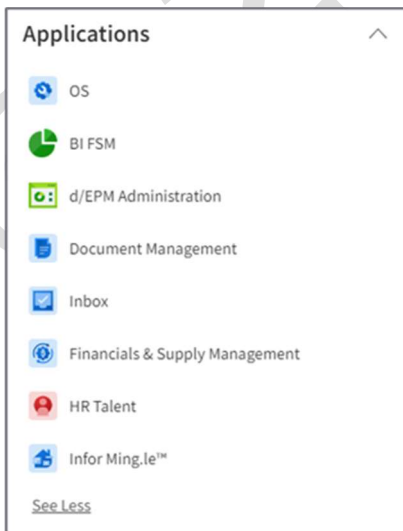 Applications
OS
BI FSM
d/EPM Administration
Document Management
Inbox
Financials & Supply Management
HR Talent
Infor Ming.le™
See Less